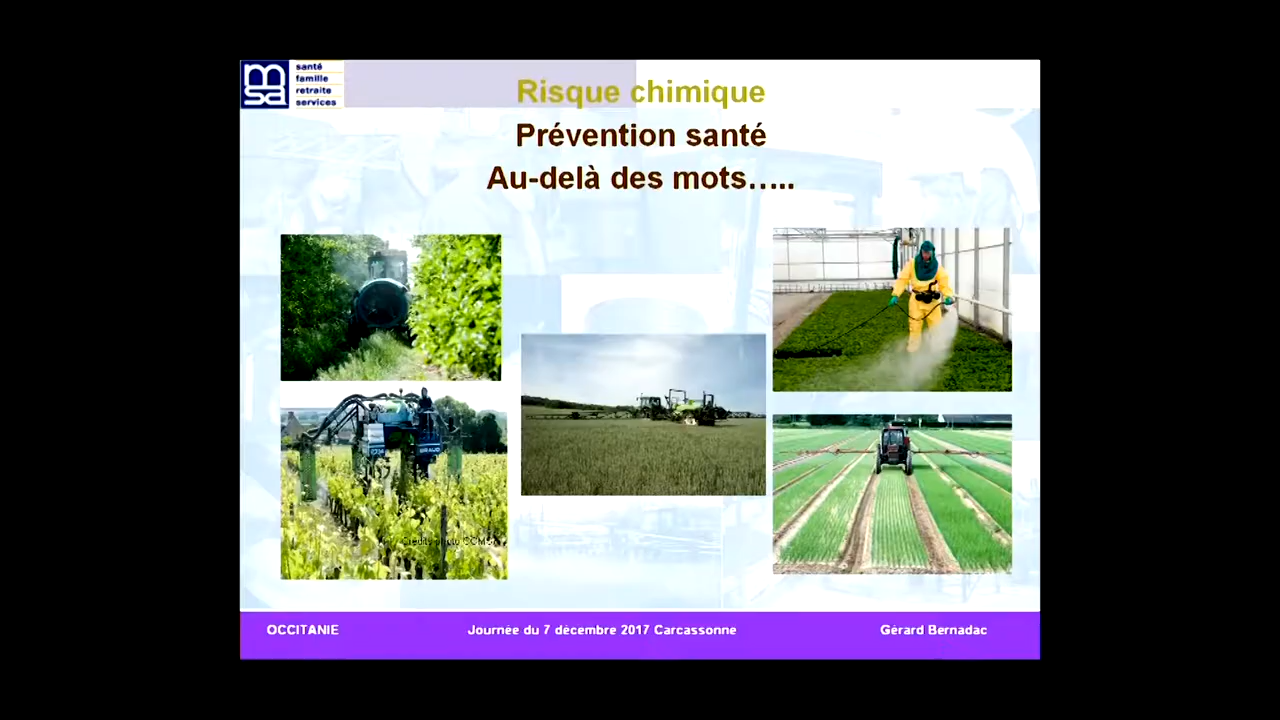 msa
santé
famille
retraite
services
Risque chimique
Prévention santé
Au-delà des mots…..
OCCITANIE
Journée du 7 décembre 2017 Carcassonne
Gérard Bernadac